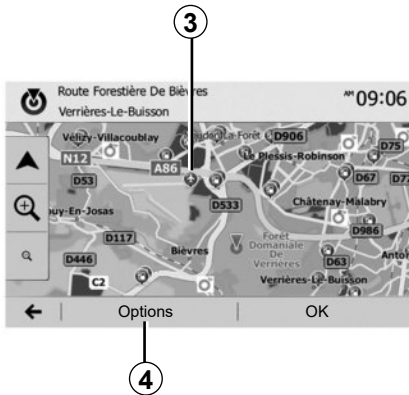 3
Route Forestière De Bièvres
AM 09:06
Verrières-Le-Buisson
Vélizy-Villacoublay
D906
D75
N12
Le Plessis-Robinson
A86
D53
D67
D77
D533
Châtenay-Malabry
D986
D117
Forêt
Domaniale
De
Verrières
Bièvres
D446
D63
C2
Verrières-Le-Buisson
Options
OK
4